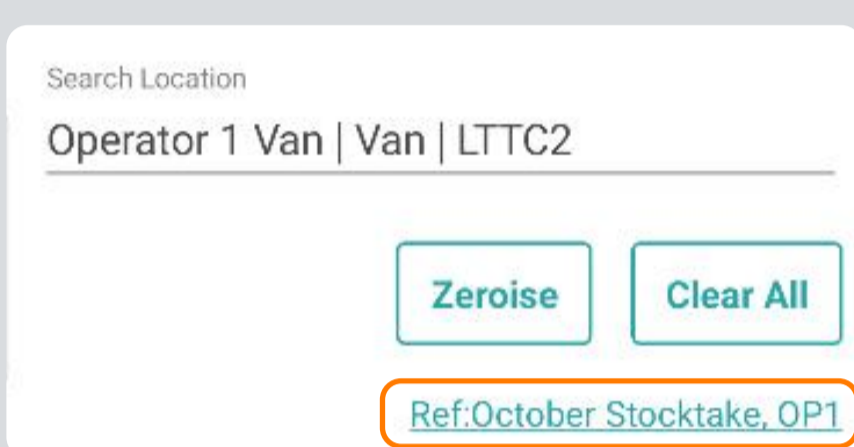 Search Location
Operator 1 Van | Van | LTTC2
Zeroise Clear All
Ref:October Stocktake, OP1